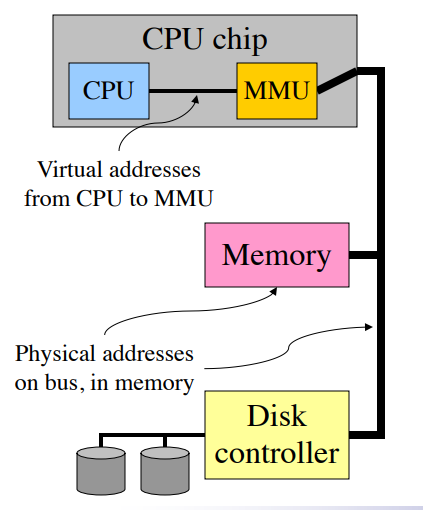 CPU chip
CPU
MMU
Virtual addresses
from CPU to MMU
Memory
Physical addresses
on bus, in memory
Disk
controller